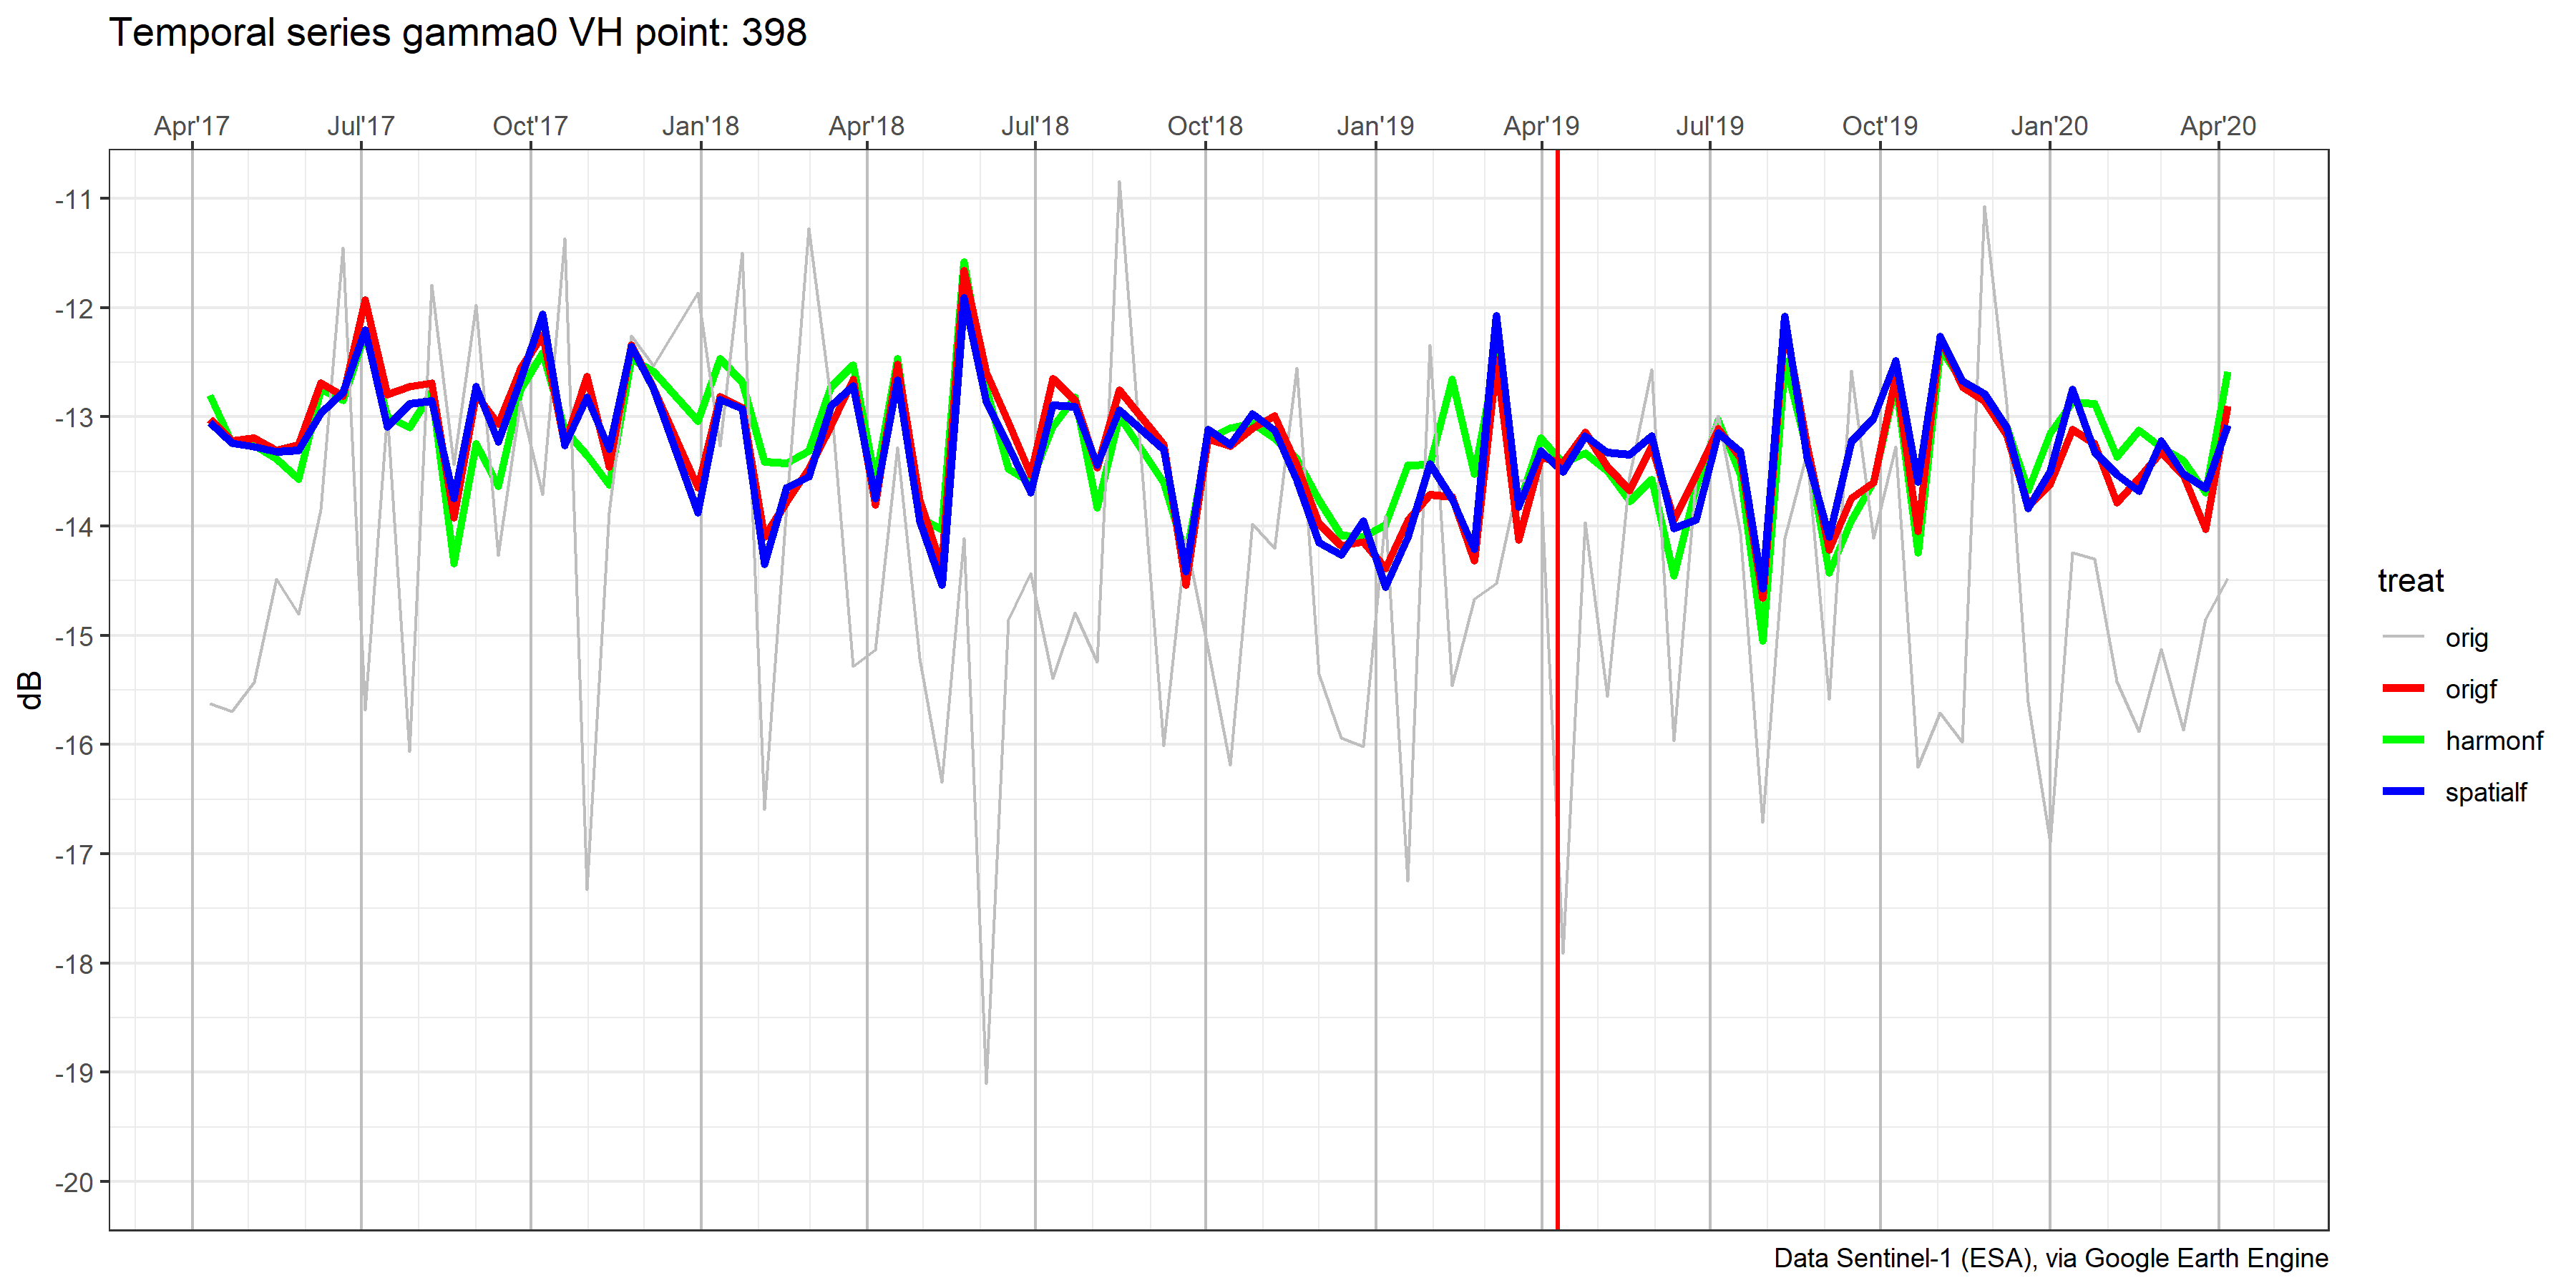 Temporal series gamma0 VH point: 398
Apr'17 Jul'17 Oct'17 Jan'18 Apr'18 Jul'18 Oct'18 Jan'19 Apr'19 Jul'19 Oct'19 Jan'20 Apr'20
-11
-12
-13
-14
-15
-16
-17
-18
-19
-20
dB
treat
orig
origf
harmonf
spatialf
Data Sentinel-1 (ESA), via Google Earth Engine